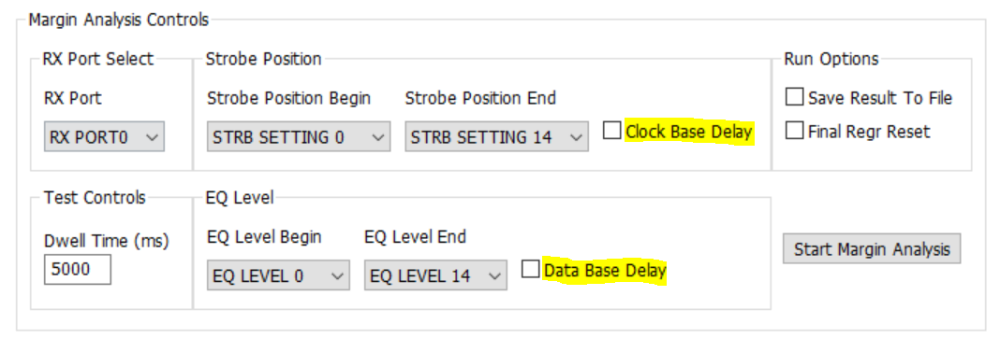 Margin Analysis Controls
RX Port Select
Strobe Position
Run Options
RX Port
Strobe Position Begin
Strobe Position End
Save Result To File
RX PORT0
STRB SETTING 0
STRB SETTING 14
Clock Base Delay
Final Regr Reset
Test Controls
EQ Level
Dwell Time (ms)
EQ Level Begin
EQ Level End
5000
EQ LEVEL 0
EQ LEVEL 14
Data Base Delay
Start Margin Analysis